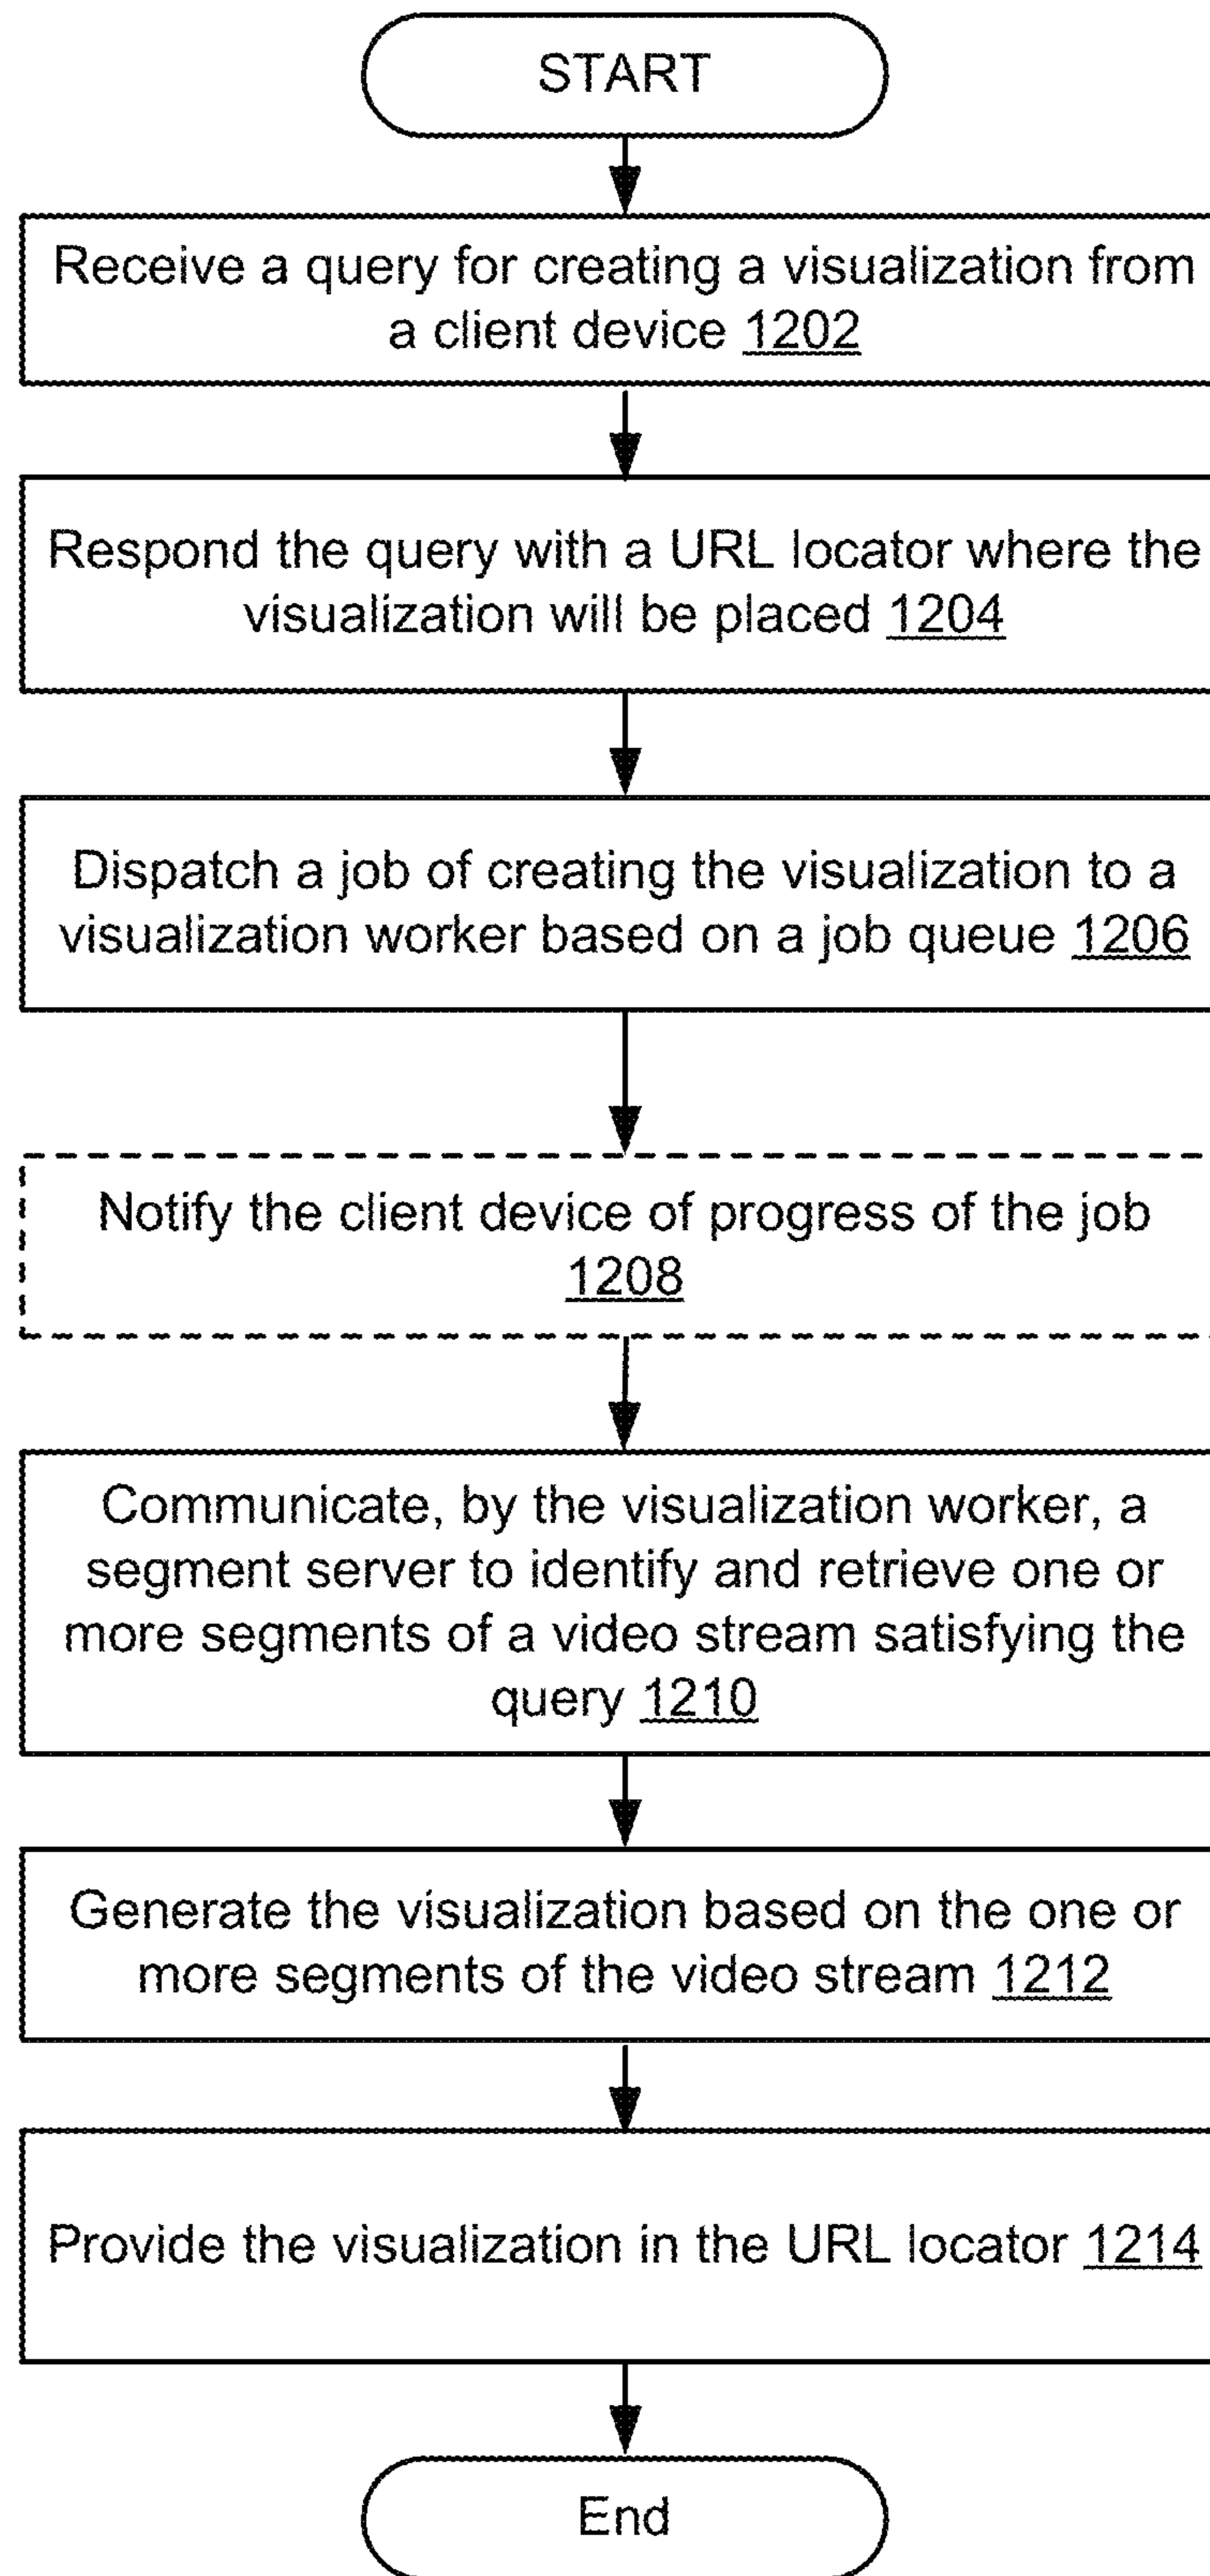 START
Receive a query for creating a visualization from
a client device 1202
Respond the query with a URL locator where the
visualization will be placed 1204
Dispatch a job of creating the visualization to a
visualization worker based on a job queue 1206
Notify the client device of progress of the job
1208
Communicate, by the visualization worker, a
segment server to identify and retrieve one or
more segments of a video stream satisfying the
query 1210
Generate the visualization based on the one or
more segments of the video stream 1212
Provide the visualization in the URL locator 1214
End